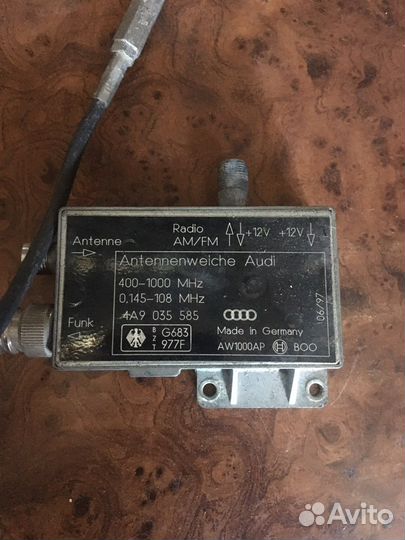 Radio
AM/FM
+12V +12V
Antenne
Antennenweiche Audi
400-1000 MHz
0,145-108 MHz
4A9 035 585
Funk
06/97
BZT
G683
977F
Made in Germany
AW1000AP
BOO
Avito